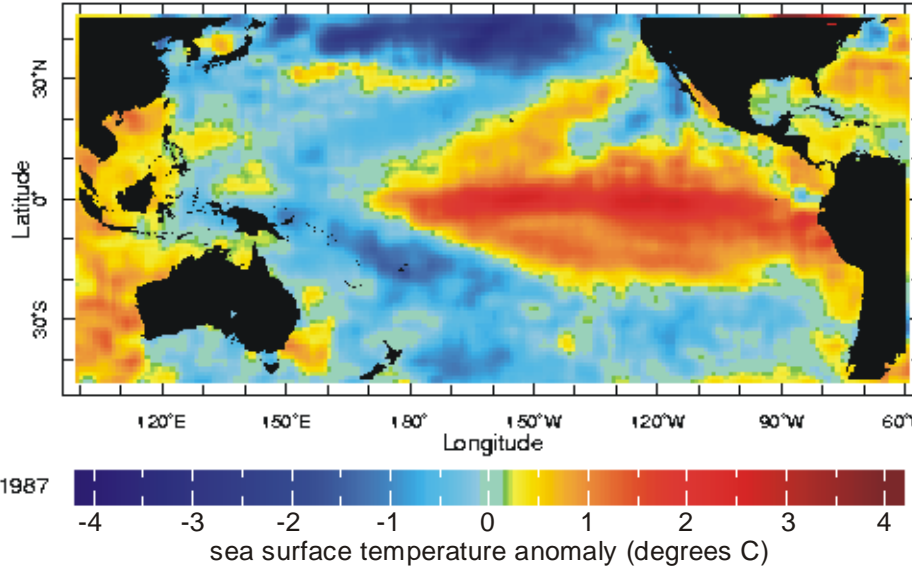 30°N
Latitude
0°
30°S
120°E 150°E 180° 150°W 120°W 90°W 60°W
Longitude
1987
-4 -3 -2 -1 0 1 2 3 4
sea surface temperature anomaly (degrees C)